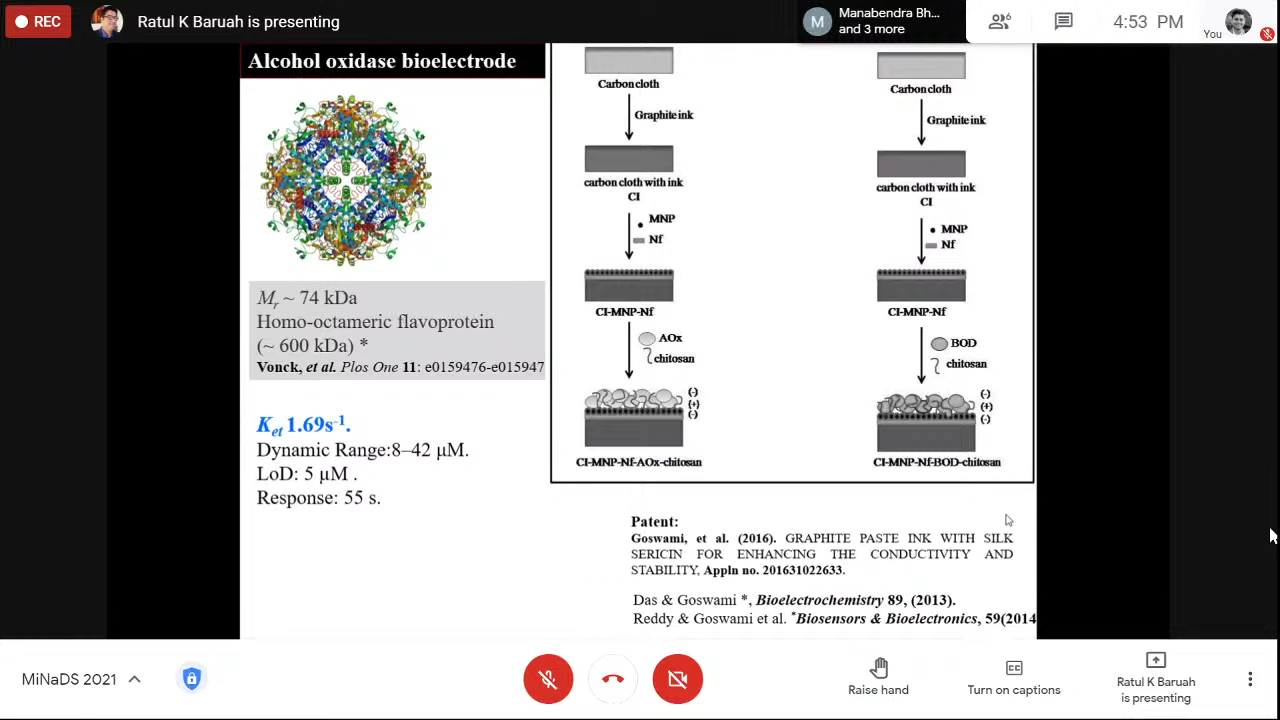 REC
Ratul K Baruah is presenting
M
Manabendra Bh...
and 3 more
6
4:53 PM
You
Alcohol oxidase bioelectrode
Mr ~ 74 kDa
Homo-octameric flavoprotein
(~ 600 kDa) *
Vonck, et al. Plos One 11: e0159476-e015947
Ket 1.69s-1.
Dynamic Range:8–42 µM.
LoD: 5 µM .
Response: 55 s.
Carbon cloth
Graphite ink
carbon cloth with ink
CI
MNP
Nf
CI-MNP-Nf
AOx
chitosan
(-)
(+)
(-)
CI-MNP-Nf-AOx-chitosan
Carbon cloth
Graphite ink
carbon cloth with ink
CI
MNP
Nf
CI-MNP-Nf
BOD
chitosan
(-)
(+)
(-)
CI-MNP-Nf-BOD-chitosan
Patent:
Goswami, et al. (2016). GRAPHITE PASTE INK WITH SILK
SERICIN FOR ENHANCING THE CONDUCTIVITY AND
STABILITY, Appln no. 201631022633.
Das & Goswami *, Bioelectrochemistry 89, (2013).
Reddy & Goswami et al. *Biosensors & Bioelectronics, 59(2014
MiNaDS 2021
Raise hand
Turn on captions
Ratul K Baruah
is presenting